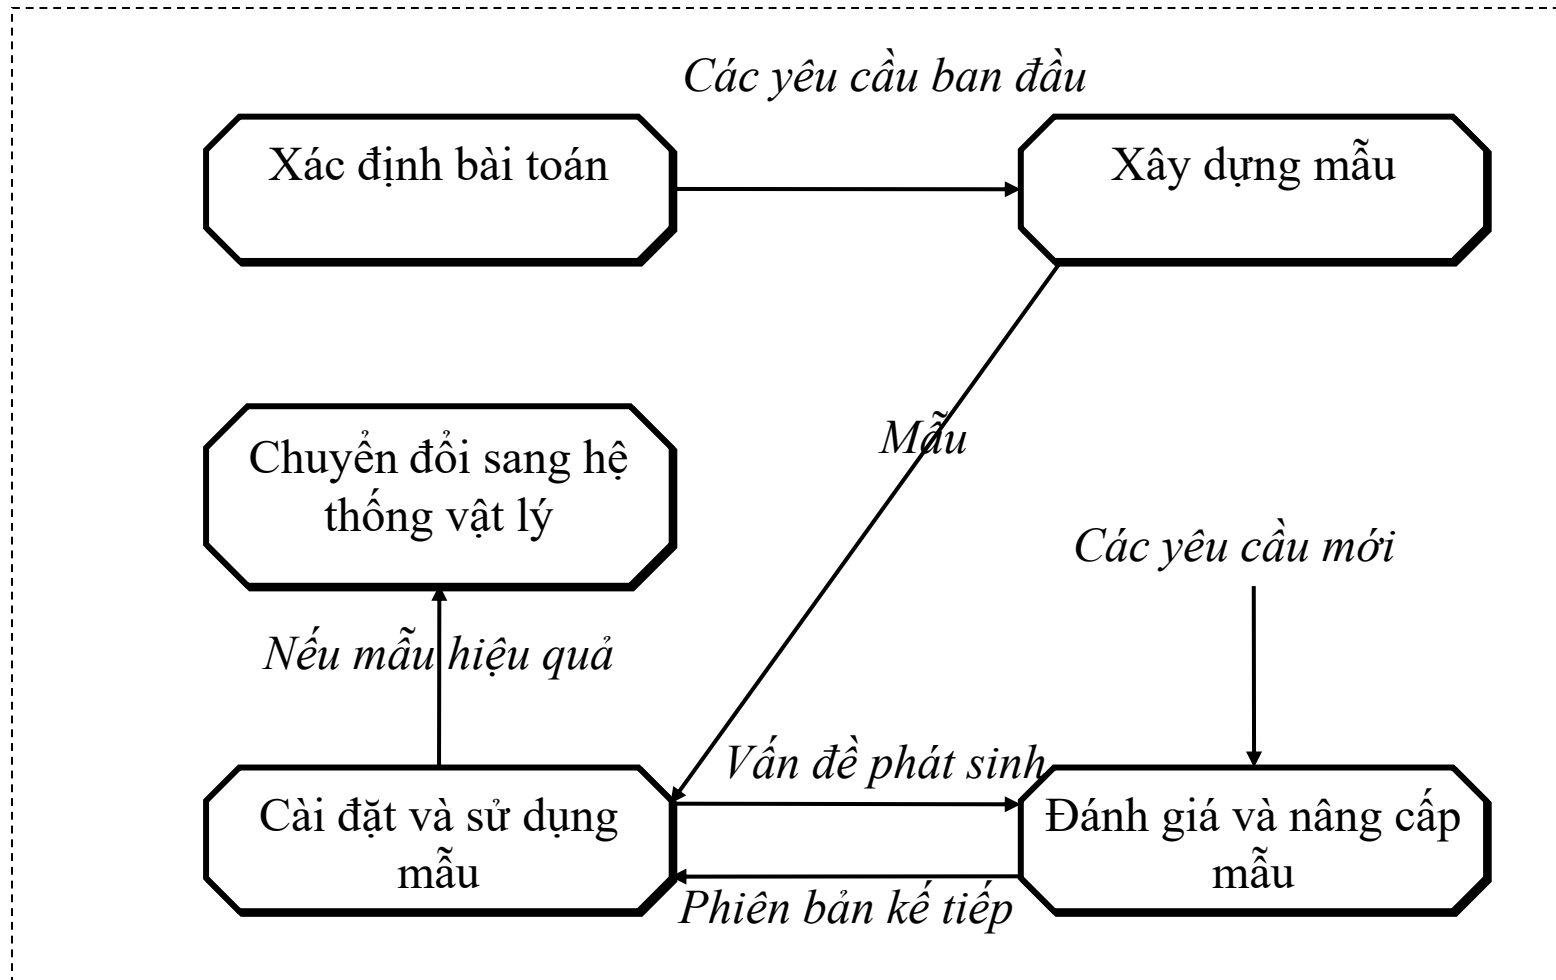 Các yêu cầu ban đầu
Xác định bài toán
Xây dựng mẫu
Mẫu
Chuyển đổi sang hệ
thống vật lý
Các yêu cầu mới
Nếu mẫu hiệu quả
Vấn đề phát sinh
Cài đặt và sử dụng
mẫu
Đánh giá và nâng cấp
mẫu
Phiên bản kế tiếp